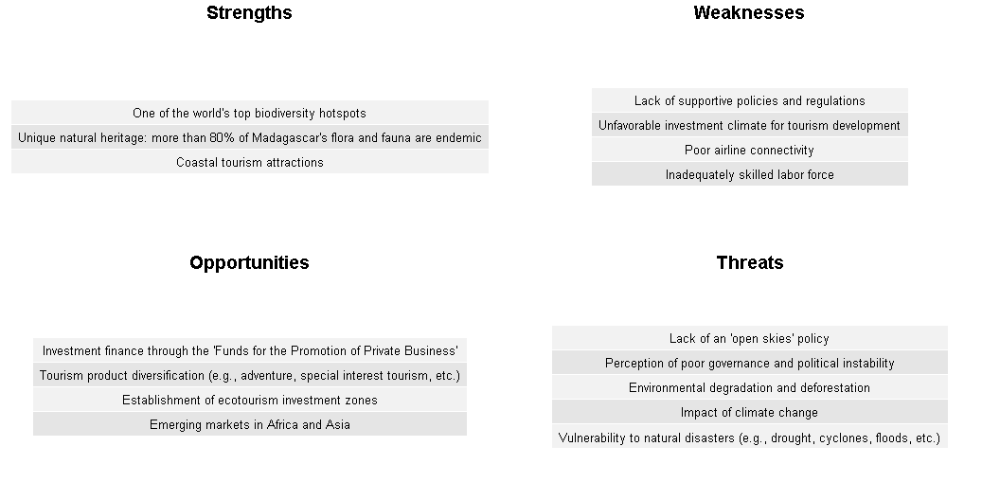 Strengths
One of the world's top biodiversity hotspots
Unique natural heritage: more than 80% of Madagascar's flora and fauna are endemic
Coastal tourism attractions
Weaknesses
Lack of supportive policies and regulations
Unfavorable investment climate for tourism development
Poor airline connectivity
Inadequately skilled labor force
Opportunities
Investment finance through the 'Funds for the Promotion of Private Business'
Tourism product diversification (e.g., adventure, special interest tourism, etc.)
Establishment of ecotourism investment zones
Emerging markets in Africa and Asia
Threats
Lack of an 'open skies' policy
Perception of poor governance and political instability
Environmental degradation and deforestation
Impact of climate change
Vulnerability to natural disasters (e.g., drought, cyclones, floods, etc.)